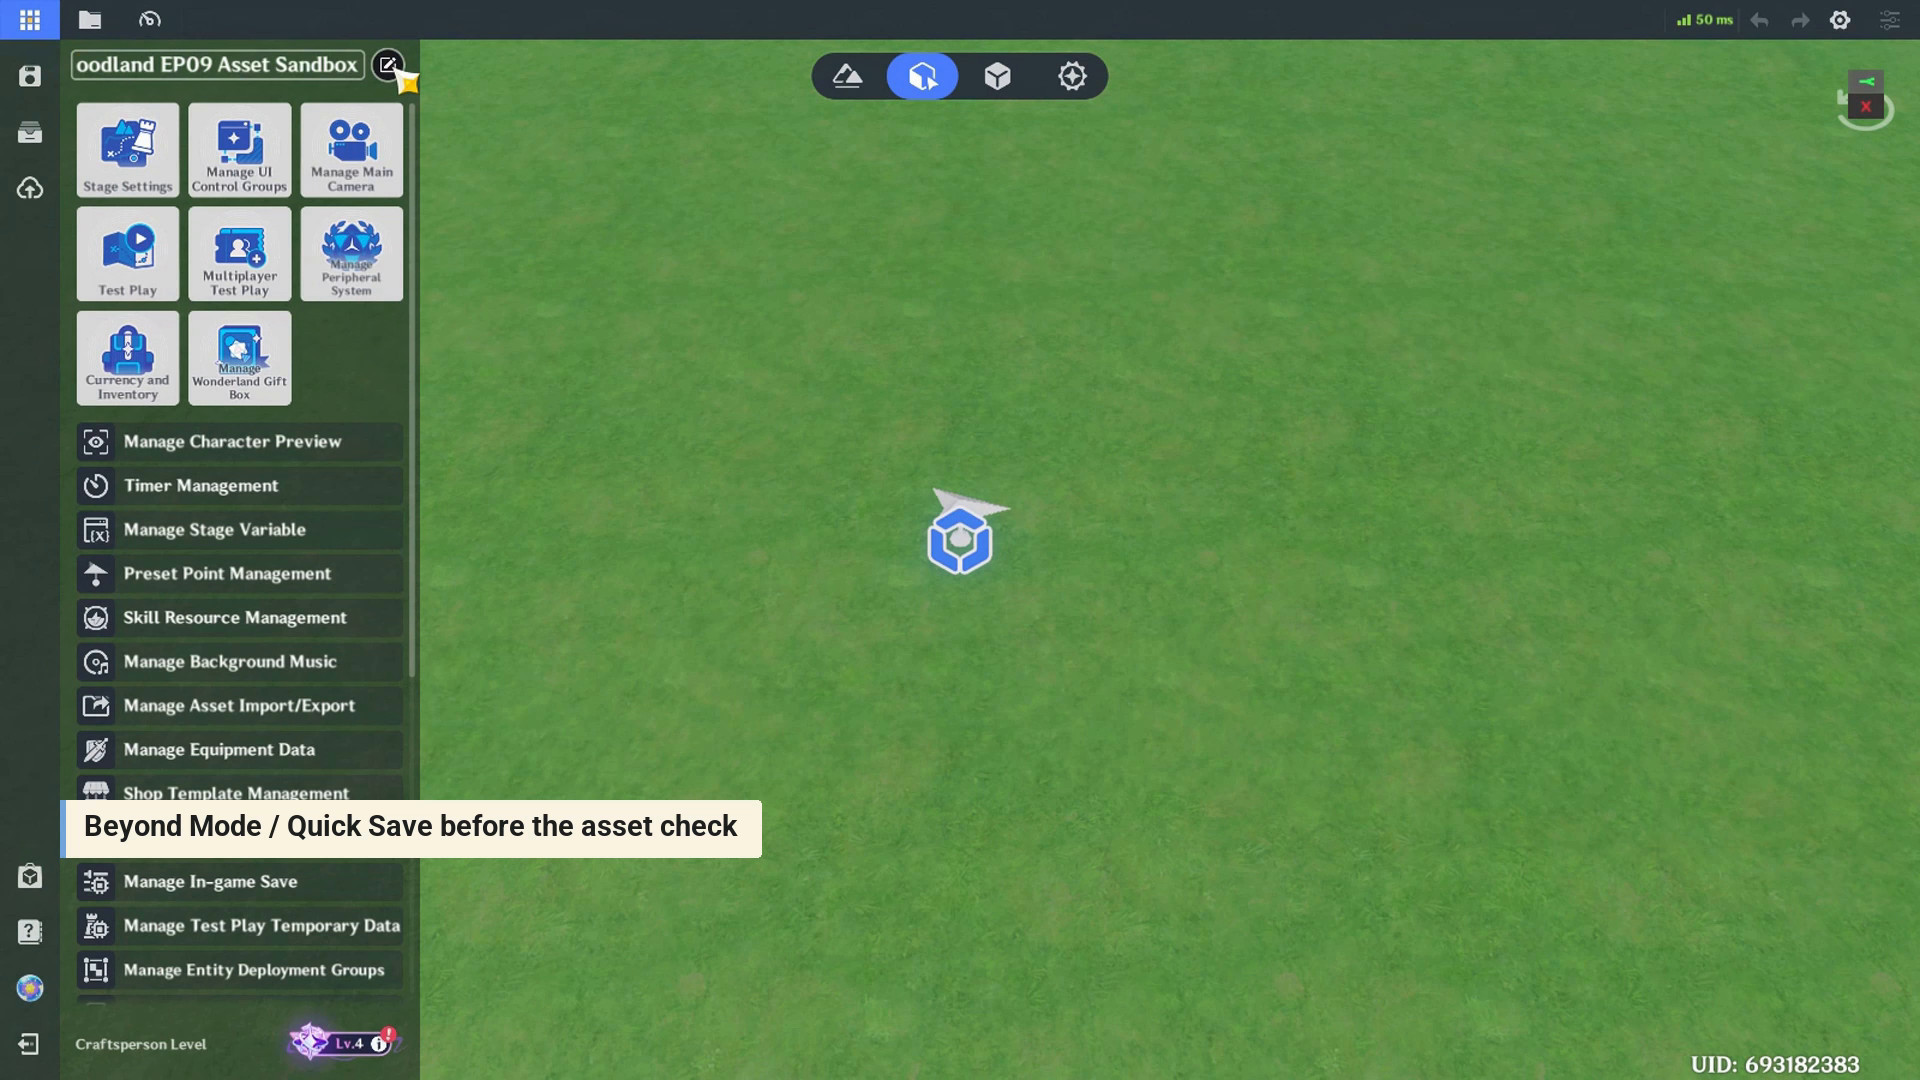 50 ms
oodland EP09 Asset Sandbox
Stage Settings
Manage UI
Control Groups
Manage Main
Camera
Test Play
Multiplayer
Test Play
Manage
Peripheral
System
Currency and
Inventory
Manage
Wonderland Gift
Box
Manage Character Preview
Timer Management
Manage Stage Variable
Preset Point Management
Skill Resource Management
Manage Background Music
Manage Asset Import/Export
Manage Equipment Data
Shop Template Management
Beyond Mode / Quick Save before the asset check
Manage In-game Save
Manage Test Play Temporary Data
Manage Entity Deployment Groups
Craftsperson Level
Lv.4
UID: 693182383